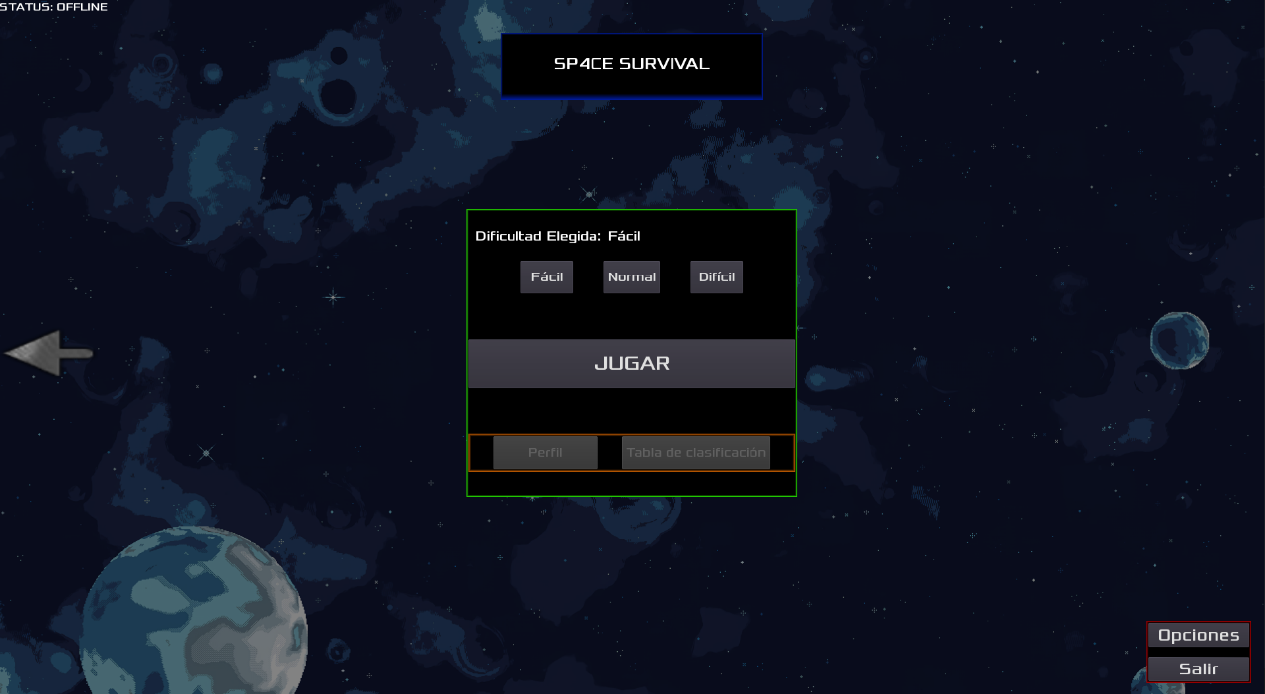 STATUS: OFFLINE
SP4CE SURVIVAL
Dificultad Elegida: Fácil
Fácil Normal Difícil
JUGAR
Perfil Tabla de clasificación
Opciones
Salir